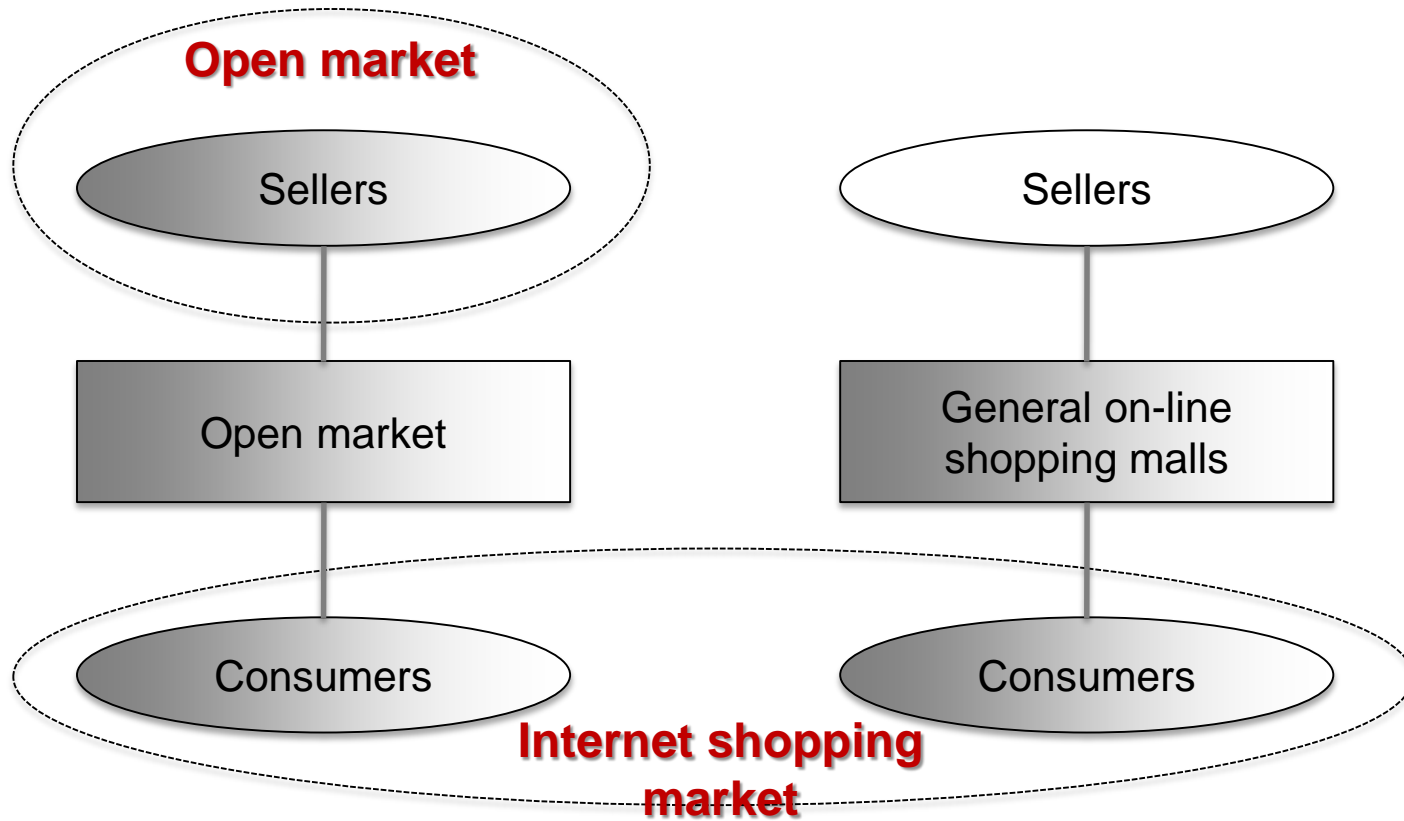 Open market
Sellers
Sellers
Open market
General on-line
shopping malls
Consumers
Consumers
Internet shopping
market